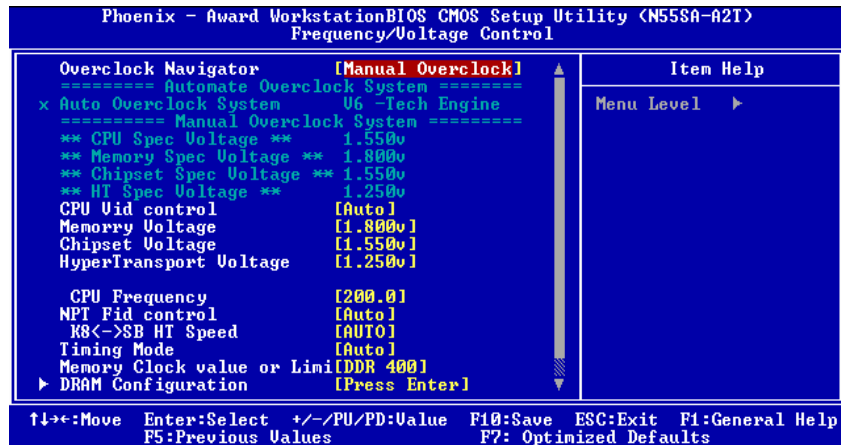 Phoenix - Award WorkstationBIOS CMOS Setup Utility (N55SA-A2T)
Frequency/Voltage Control
Overclock Navigator [Manual Overclock]
========= Automate Overclock System ========
x Auto Overclock System V6 -Tech Engine
========== Manual Overclock System =========
** CPU Spec Voltage ** 1.550v
** Memory Spec Voltage ** 1.800v
** Chipset Spec Voltage ** 1.550v
** HT Spec Voltage ** 1.250v
CPU Vid control [Auto]
Memorry Voltage [1.800v]
Chipset Voltage [1.550v]
HyperTransport Voltage [1.250v]
CPU Frequency [200.0]
NPT Fid control [Auto]
K8<->SB HT Speed [AUTO]
Timing Mode [Auto]
Memory Clock value or Limi[DDR 400]
▶ DRAM Configuration [Press Enter]
Item Help
Menu Level ▶
↑↓→←:Move Enter:Select +/-/PU/PD:Value F10:Save ESC:Exit F1:General Help
F5:Previous Values F7: Optimized Defaults